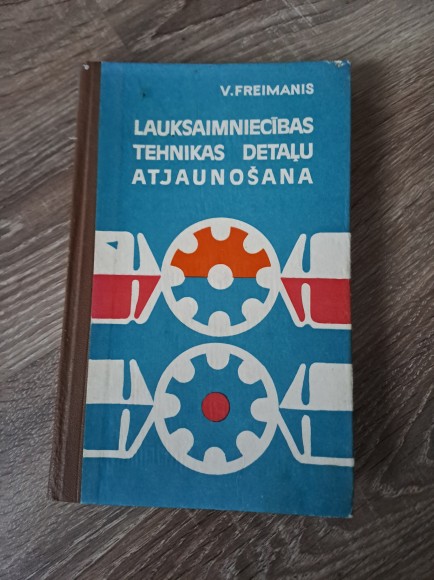 V.FREIMANIS
LAUKSAIMNIECĪBAS
TEHNIKAS DETAĻU
ATJAUNOŠANA